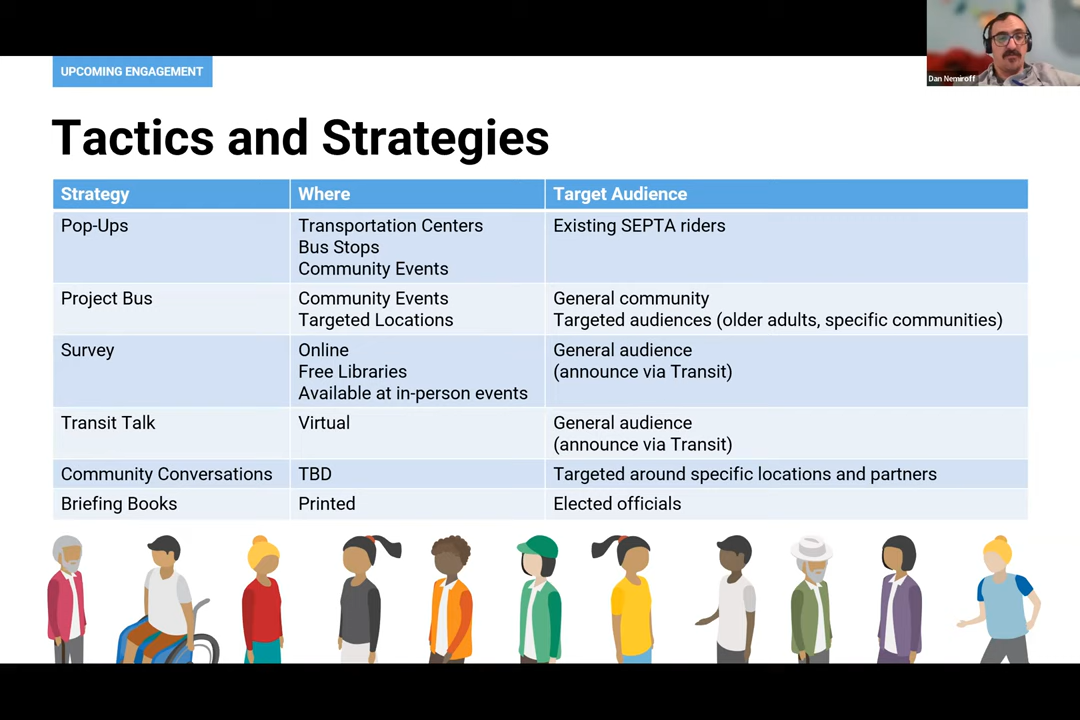 UPCOMING ENGAGEMENT
Dan Nemiroff
Tactics and Strategies
Strategy Where Target Audience
Pop-Ups Transportation Centers Existing SEPTA riders
Bus Stops
Community Events
Project Bus Community Events General community
Targeted Locations Targeted audiences (older adults, specific communities)
Survey Online General audience
Free Libraries (announce via Transit)
Available at in-person events
Transit Talk Virtual General audience
(announce via Transit)
Community Conversations TBD Targeted around specific locations and partners
Briefing Books Printed Elected officials